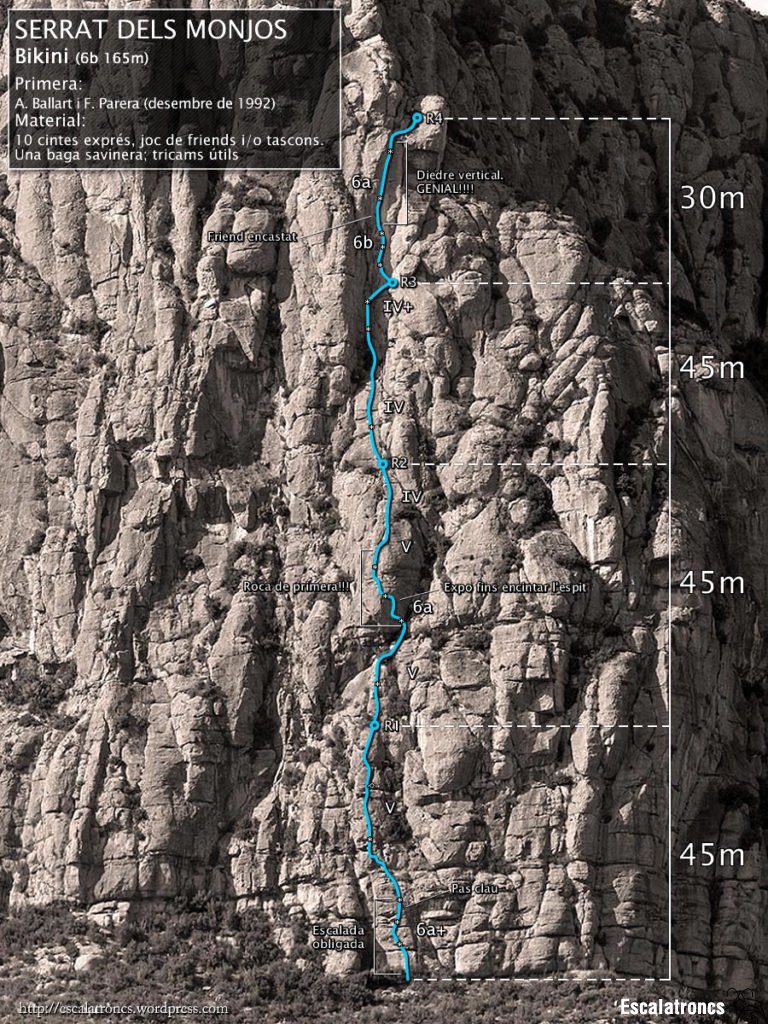 SERRAT DELS MONJOS
Bikini (6b 165m)
Primera:
A. Ballart i F. Parera (desembre de 1992)
Material:
10 cintes exprés, joc de friends i/o tascons.
Una baga savinera; tricams útils
R4
Diedre vertical.
GENIAL!!!!
6a
30m
Friend encastat
6b
R3
IV+
45m
IV
R2
IV
V
Roca de primera!!!
Expo fins encintar l'espit
45m
6a
V
R1
V
45m
Pas clau
Escalada
obligada
6a+
http://escalatroncs.wordpress.com
Escalatroncs